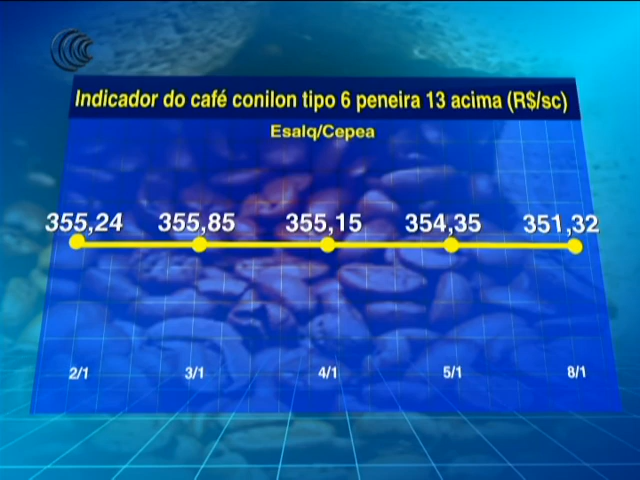 Indicador do café conilon tipo 6 peneira 13 acima (R$/sc)
Esalq/Cepea
355,24 355,85 355,15 354,35 351,32
2/1 3/1 4/1 5/1 8/1